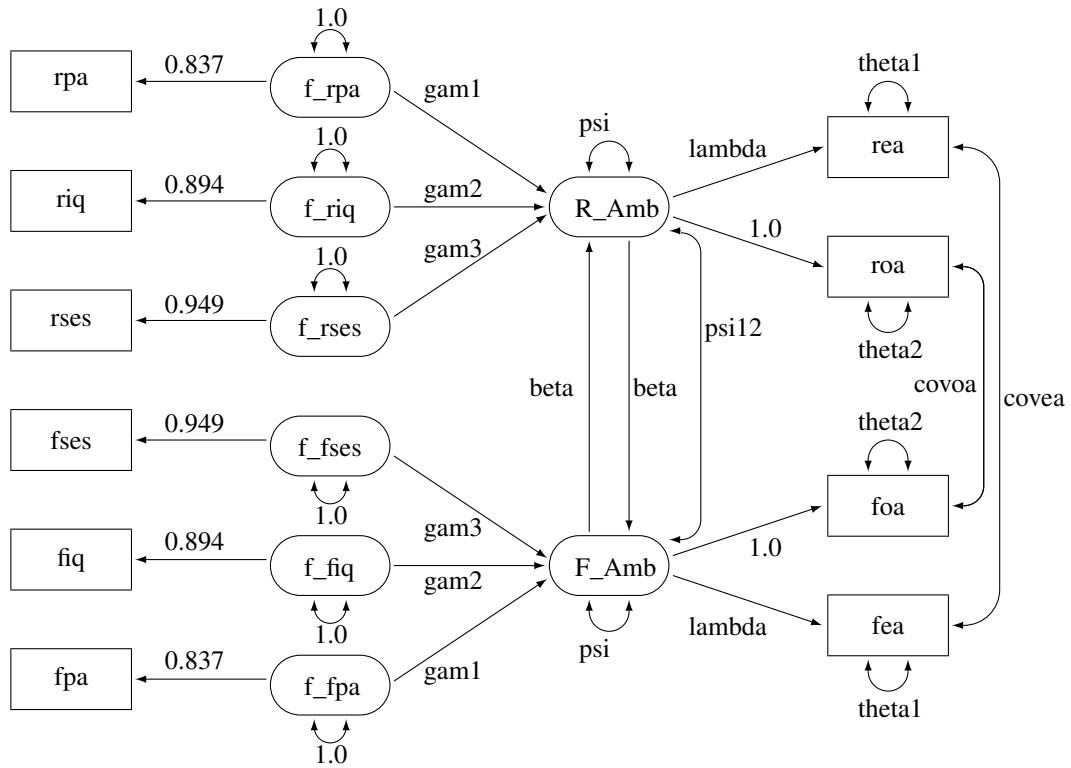 1.0
rpa
0.837
f_rpa
gam1
theta1
rea
1.0
psi
lambda
riq
0.894
f_riq
gam2
R_Amb
1.0
gam3
1.0
roa
rses
0.949
f_rses
psi12
theta2
beta
beta
covoa
covea
fses
0.949
f_fses
theta2
1.0
gam3
foa
fiq
0.894
f_fiq
gam2
F_Amb
1.0
1.0
psi
lambda
fea
fpa
0.837
f_fpa
gam1
theta1
1.0